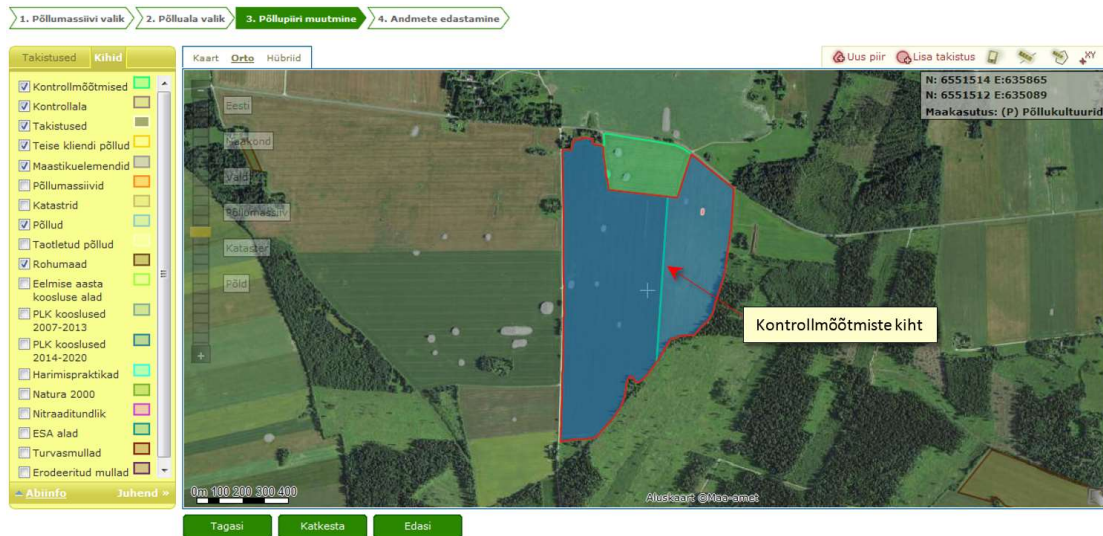 1. Põllumassiivi valik
2. Põlluala valik
3. Põllupiiri muutmine
4. Andmete edastamine
Takistused
Kihid
Kontrollmõõtmised
Kontrollala
Takistused
Teise kliendi põllud
Maastikuelemendid
Põllumassiivid
Katastrid
Põllud
Taotletud põllud
Rohumaad
Eelmise aasta
koosluse alad
PLK kooslused
2007-2013
PLK kooslused
2014-2020
Harimispraktikad
Natura 2000
Nitraaditundlik
ESA alad
Turvasmullad
Erodeeritud mullad
Abiinfo
Juhend »
Kaart Orto Hübriid
Uus piir
Lisa takistus
XY
N: 6551514 E:635865
N: 6551512 E:635089
Maakasutus: (P) Põllukultuurid
Eesti
Maakond
Vald
Põllumassiiv
Kataster
Põld
0
Kontrollmõõtmiste kiht
0m 100 200 300 400
Aluskaart ©Maa-amet
Tagasi
Katkesta
Edasi